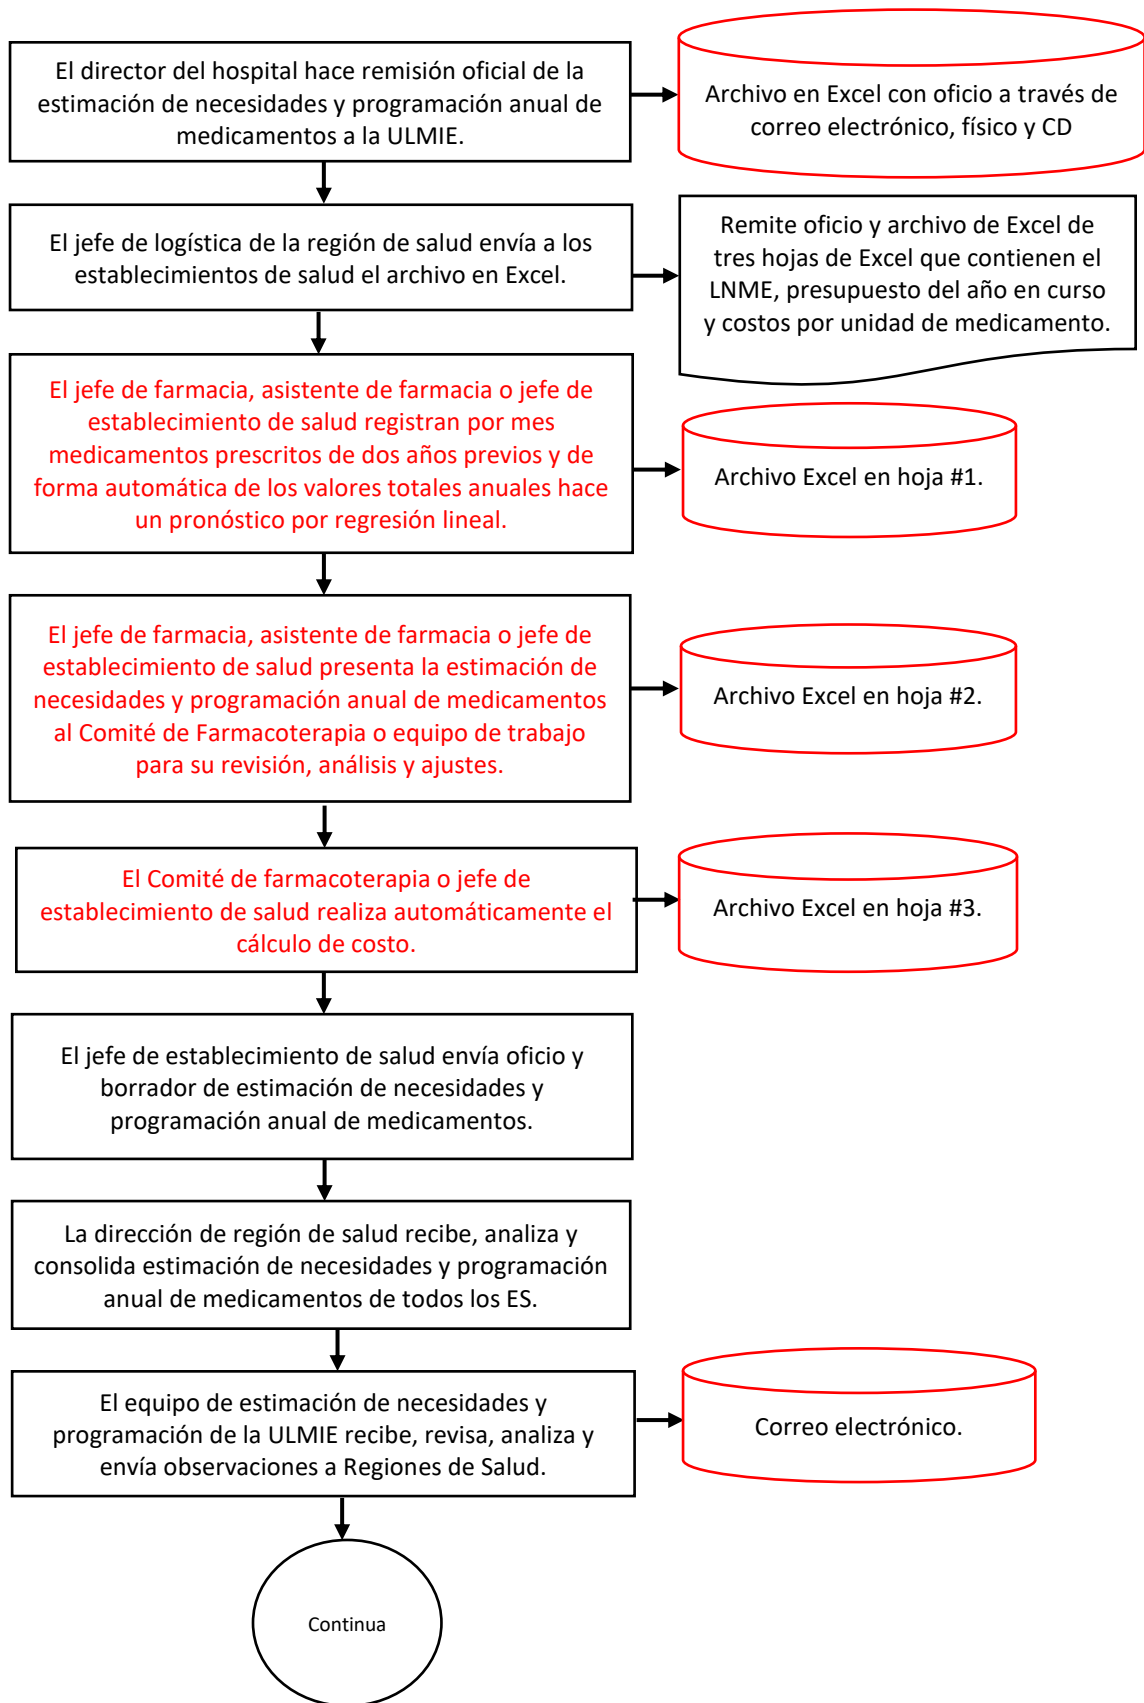 El director del hospital hace remisión oficial de la
estimación de necesidades y programación anual de
medicamentos a la ULMIE.
Archivo en Excel con oficio a través de
correo electrónico, físico y CD
El jefe de logística de la región de salud envía a los
establecimientos de salud el archivo en Excel.
Remite oficio y archivo de Excel de
tres hojas de Excel que contienen el
LNME, presupuesto del año en curso
y costos por unidad de medicamento.
El jefe de farmacia, asistente de farmacia o jefe de
establecimiento de salud registran por mes
medicamentos prescritos de dos años previos y de
forma automática de los valores totales anuales hace
un pronóstico por regresión lineal.
Archivo Excel en hoja #1.
El jefe de farmacia, asistente de farmacia o jefe de
establecimiento de salud presenta la estimación de
necesidades y programación anual de medicamentos
al Comité de Farmacoterapia o equipo de trabajo
para su revisión, análisis y ajustes.
Archivo Excel en hoja #2.
El Comité de farmacoterapia o jefe de
establecimiento de salud realiza automáticamente el
cálculo de costo.
Archivo Excel en hoja #3.
El jefe de establecimiento de salud envía oficio y
borrador de estimación de necesidades y
programación anual de medicamentos.
La dirección de región de salud recibe, analiza y
consolida estimación de necesidades y programación
anual de medicamentos de todos los ES.
El equipo de estimación de necesidades y
programación de la ULMIE recibe, revisa, analiza y
envía observaciones a Regiones de Salud.
Correo electrónico.
Continua